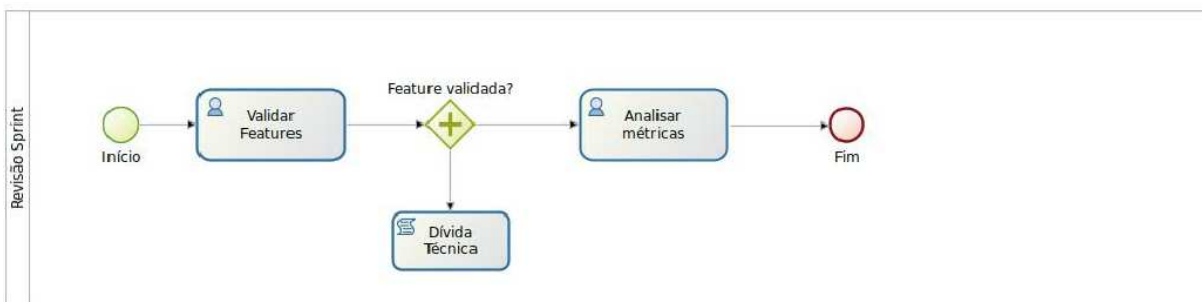 Revisão Sprint
Início
Validar
Features
Feature validada?
Dívida
Técnica
Analisar
métricas
Fim